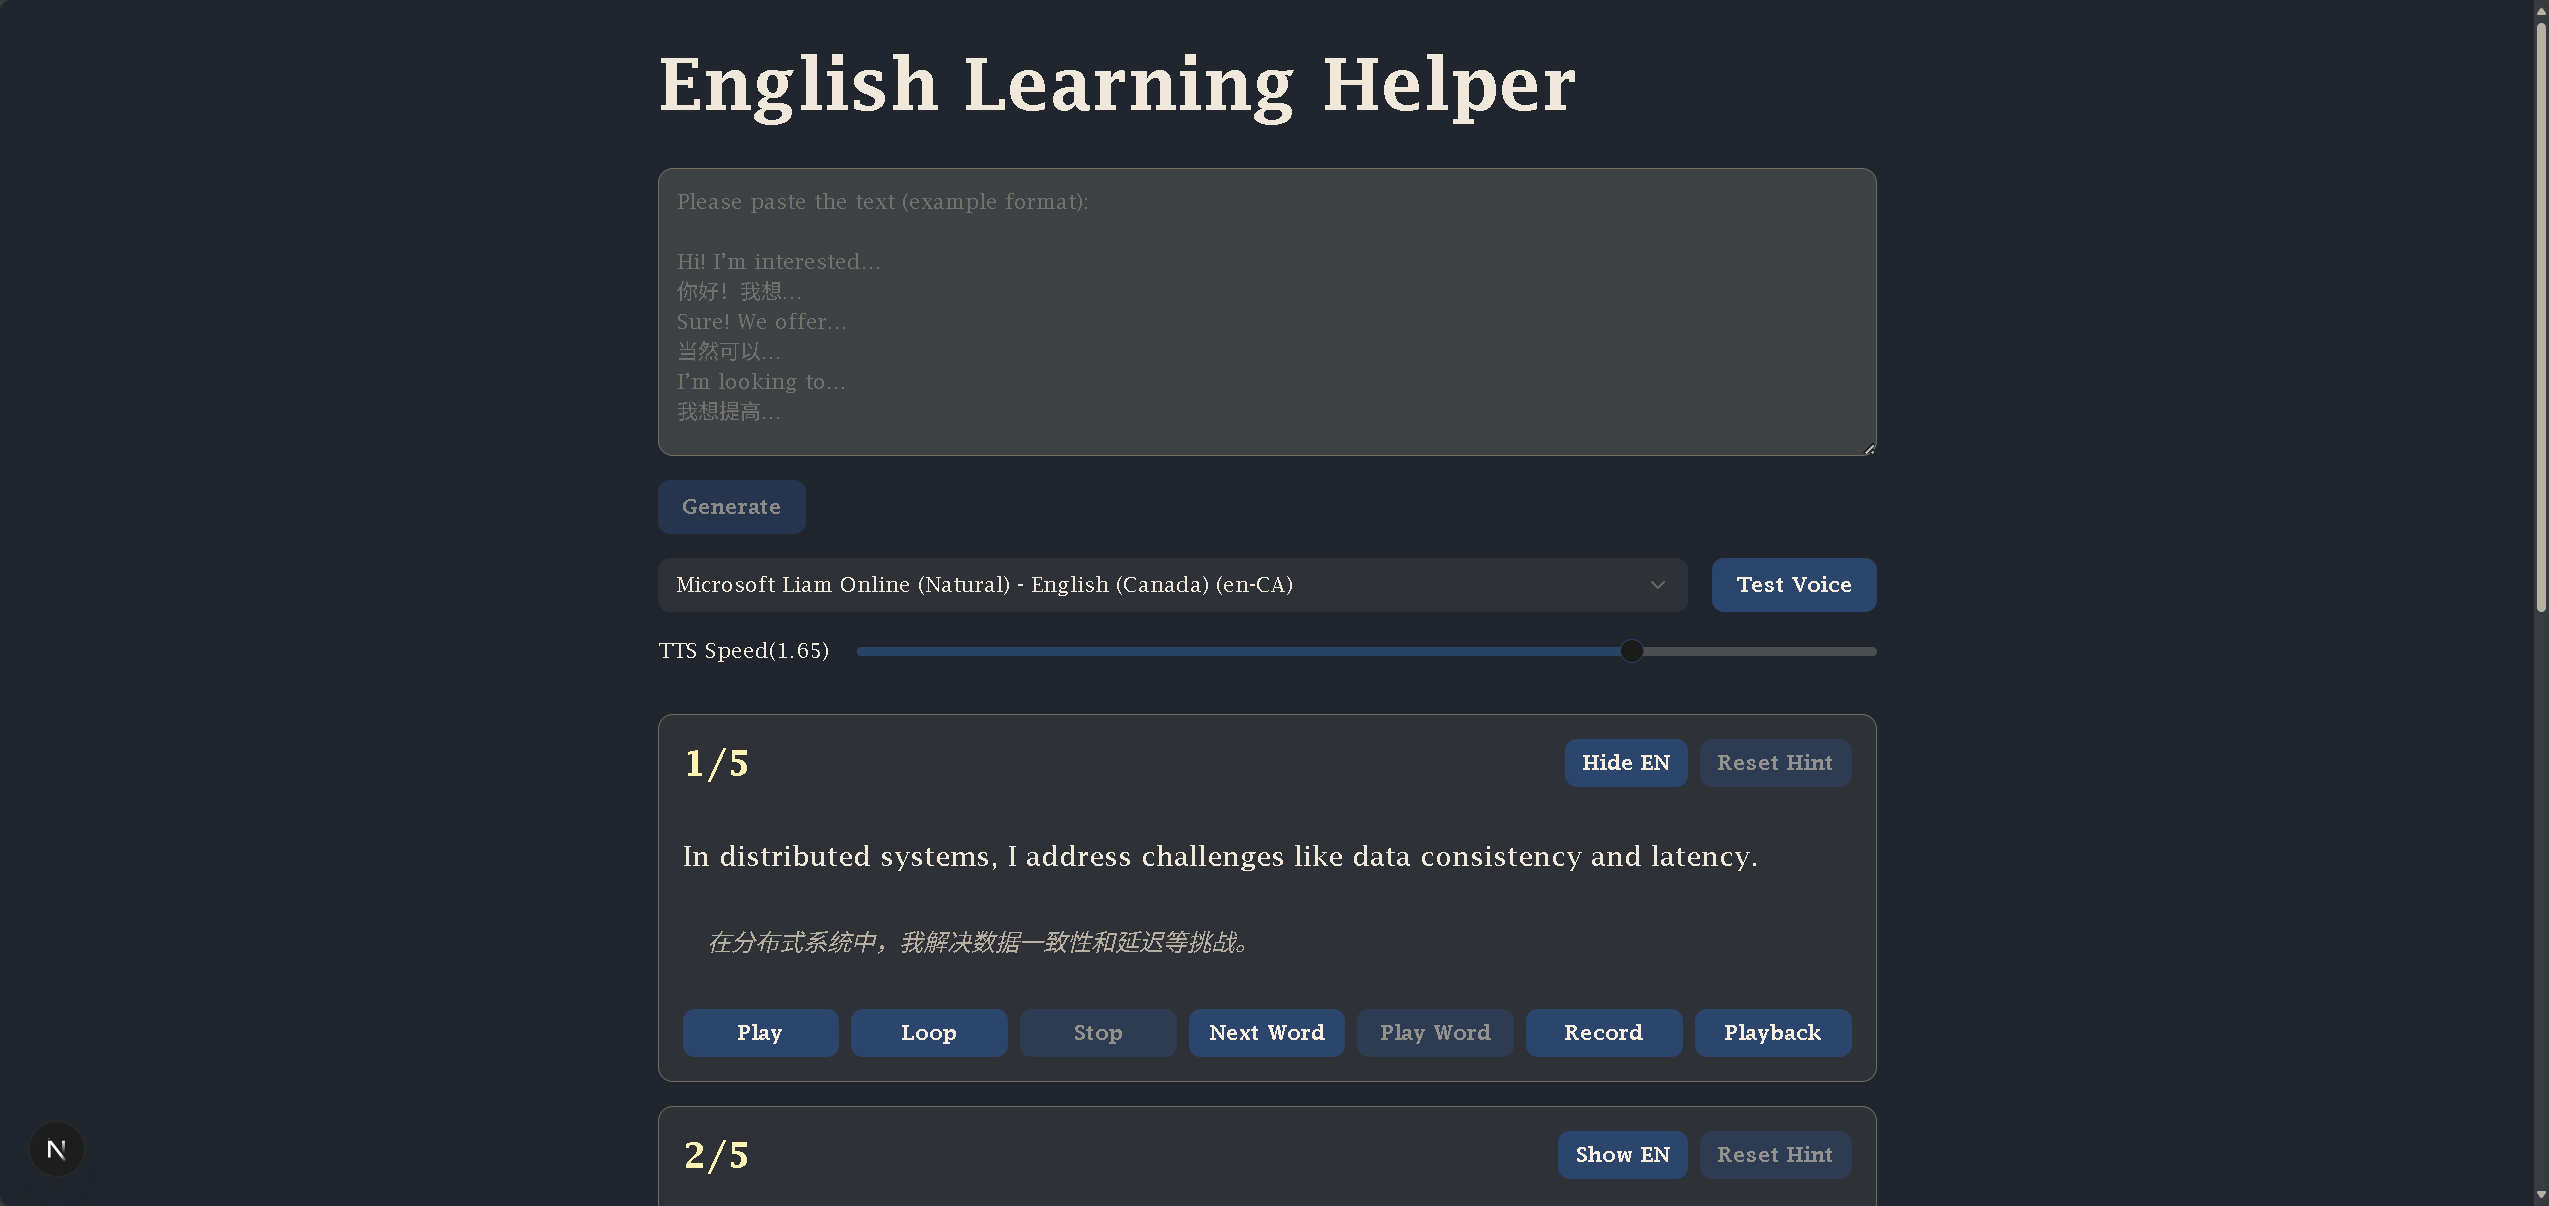 English Learning Helper
Please paste the text (example format):
Hi! I’m interested...
你好！我想...
Sure! We offer...
当然可以...
I’m looking to...
我想提高...
Generate
Microsoft Liam Online (Natural) - English (Canada) (en-CA)
Test Voice
TTS Speed(1.65)
1/5
Hide EN
Reset Hint
In distributed systems, I address challenges like data consistency and latency.
在分布式系统中，我解决数据一致性和延迟等挑战。
Play
Loop
Stop
Next Word
Play Word
Record
Playback
2/5
Show EN
Reset Hint
N